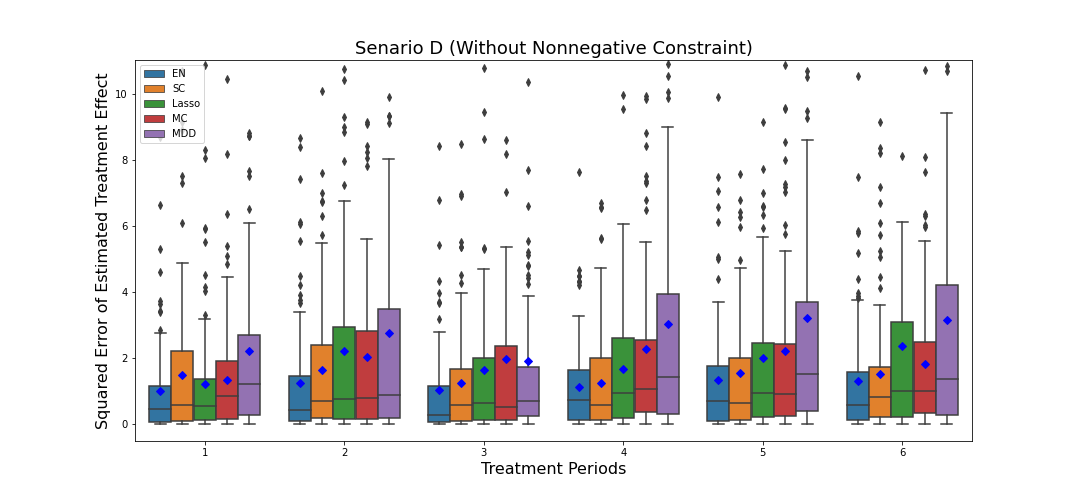 Senario D (Without Nonnegative Constraint)
Squared Error of Estimated Treatment Effect
10
8
6
4
2
0
EN
SC
Lasso
MC
MDD
1 2 3 4 5 6
Treatment Periods